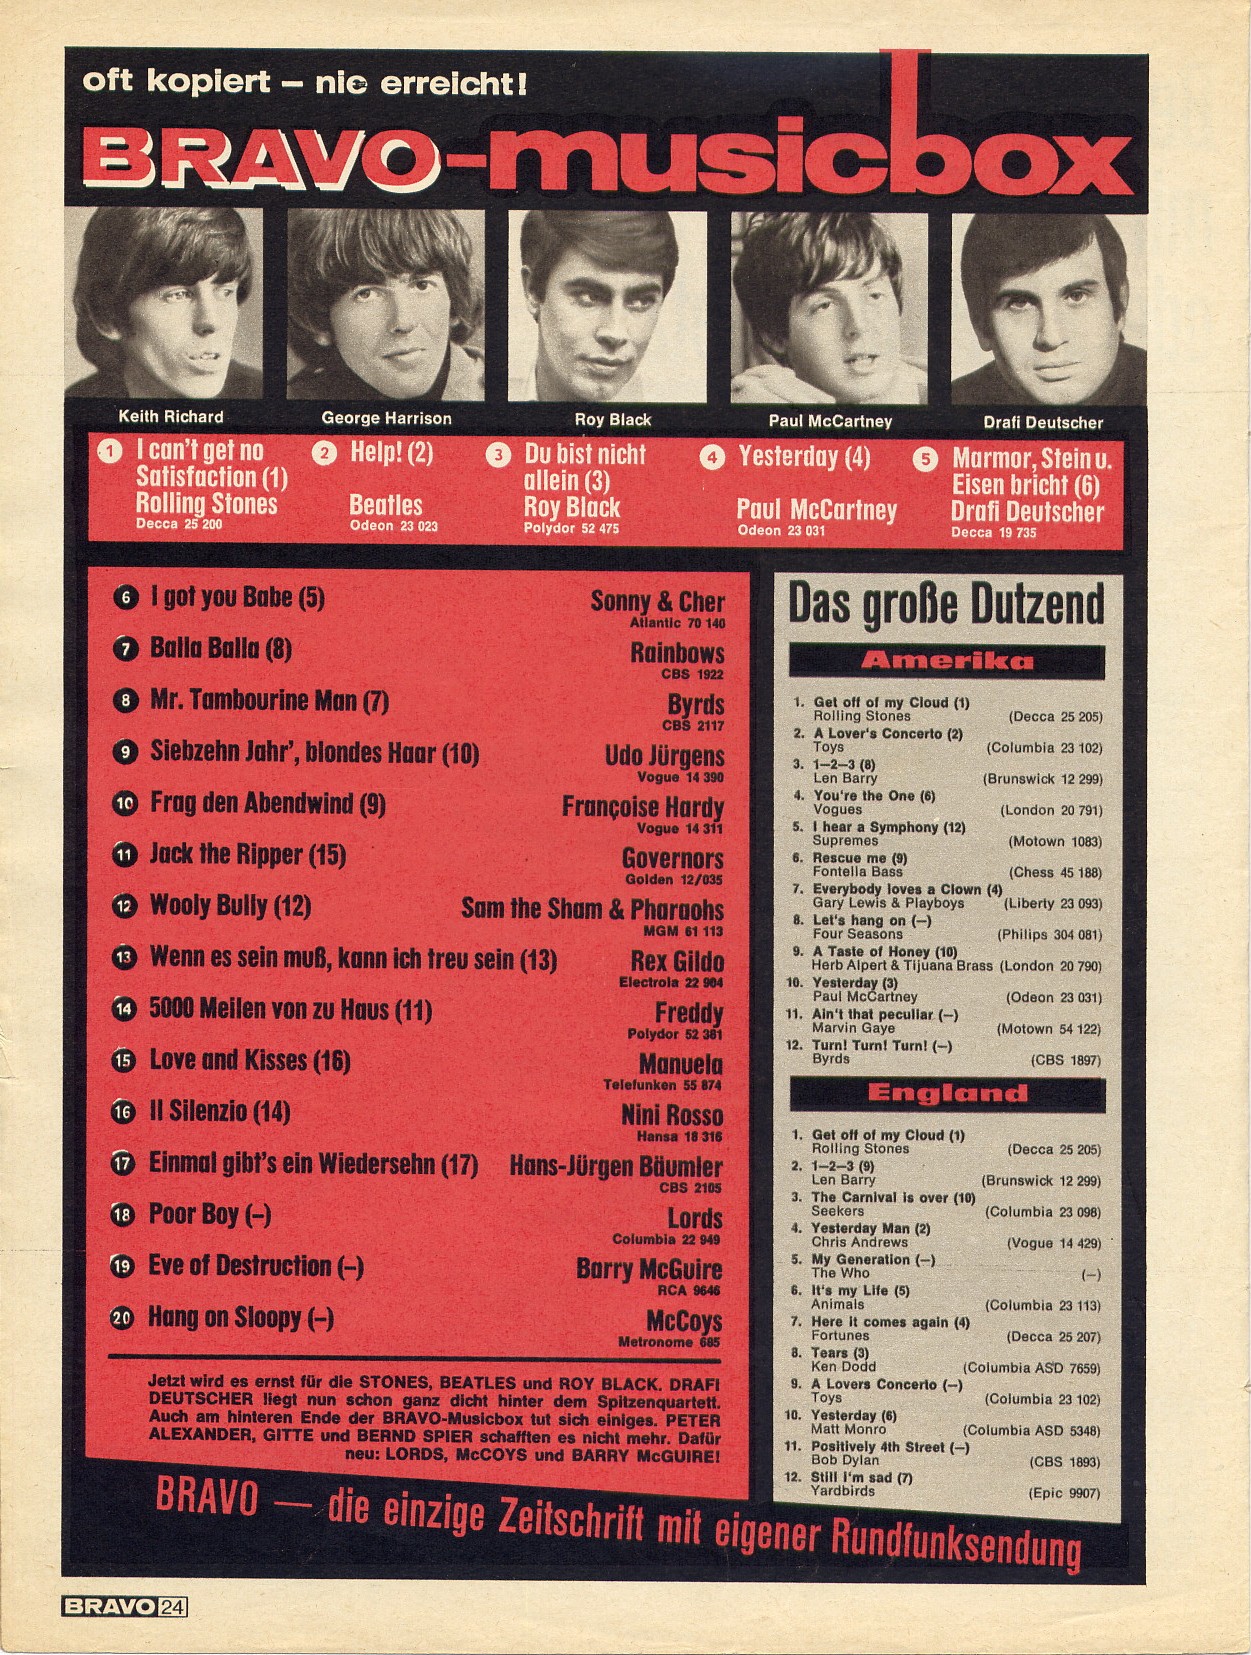 oft kopiert – nie erreicht!
BRAVO-musicbox
Keith Richard
George Harrison
Roy Black
Paul McCartney
Drafi Deutscher
1 I can't get no
Satisfaction (1)
Rolling Stones
Decca 25 200
2 Help! (2)
Beatles
Odeon 23 023
3 Du bist nicht
allein (3)
Roy Black
Polydor 52 475
4 Yesterday (4)
Paul McCartney
Odeon 23 031
5 Marmor, Stein u.
Eisen bricht (6)
Drafi Deutscher
Decca 19 735
6 I got you Babe (5) Sonny & Cher
Atlantic 70 140
7 Balla Balla (8) Rainbows
CBS 1922
8 Mr. Tambourine Man (7) Byrds
CBS 2117
9 Siebzehn Jahr', blondes Haar (10) Udo Jürgens
Vogue 14 390
10 Frag den Abendwind (9) Françoise Hardy
Vogue 14 311
11 Jack the Ripper (15) Governors
Golden 12/035
12 Wooly Bully (12) Sam the Sham & Pharaohs
MGM 61 113
13 Wenn es sein muß, kann ich treu sein (13) Rex Gildo
Electrola 22 904
14 5000 Meilen von zu Haus (11) Freddy
Polydor 52 361
15 Love and Kisses (16) Manuela
Telefunken 55 874
16 Il Silenzio (14) Nini Rosso
Hansa 18 316
17 Einmal gibt's ein Wiedersehn (17) Hans-Jürgen Bäumler
CBS 2105
18 Poor Boy (–) Lords
Columbia 22 949
19 Eve of Destruction (–) Barry McGuire
RCA 9646
20 Hang on Sloopy (–) McCoys
Metronome 685
Jetzt wird es ernst für die STONES, BEATLES und ROY BLACK. DRAFI
DEUTSCHER liegt nun schon ganz dicht hinter dem Spitzenquartett.
Auch am hinteren Ende der BRAVO-Musicbox tut sich einiges. PETER
ALEXANDER, GITTE und BERND SPIER schafften es nicht mehr. Dafür
neu: LORDS, McCOYS und BARRY McGUIRE!
Das große Dutzend
Amerika
1. Get off of my Cloud (1)
Rolling Stones (Decca 25 205)
2. A Lover's Concerto (2)
Toys (Columbia 23 102)
3. 1–2–3 (8)
Len Barry (Brunswick 12 299)
4. You're the One (6)
Vogues (London 20 791)
5. I hear a Symphony (12)
Supremes (Motown 1083)
6. Rescue me (9)
Fontella Bass (Chess 45 188)
7. Everybody loves a Clown (4)
Gary Lewis & Playboys (Liberty 23 093)
8. Let's hang on (–)
Four Seasons (Philips 304 081)
9. A Taste of Honey (10)
Herb Alpert & Tijuana Brass (London 20 790)
10. Yesterday (3)
Paul McCartney (Odeon 23 031)
11. Ain't that peculiar (–)
Marvin Gaye (Motown 54 122)
12. Turn! Turn! Turn! (–)
Byrds (CBS 1897)
England
1. Get off of my Cloud (1)
Rolling Stones (Decca 25 205)
2. 1–2–3 (9)
Len Barry (Brunswick 12 299)
3. The Carnival is over (10)
Seekers (Columbia 23 098)
4. Yesterday Man (2)
Chris Andrews (Vogue 14 429)
5. My Generation (–)
The Who (–)
6. It's my Life (5)
Animals (Columbia 23 113)
7. Here it comes again (4)
Fortunes (Decca 25 207)
8. Tears (3)
Ken Dodd (Columbia ASD 7659)
9. A Lovers Concerto (–)
Toys (Columbia 23 102)
10. Yesterday (6)
Matt Monro (Columbia ASD 5348)
11. Positively 4th Street (–)
Bob Dylan (CBS 1893)
12. Still I'm sad (7)
Yardbirds (Epic 9907)
BRAVO — die einzige Zeitschrift mit eigener Rundfunksendung
BRAVO 24